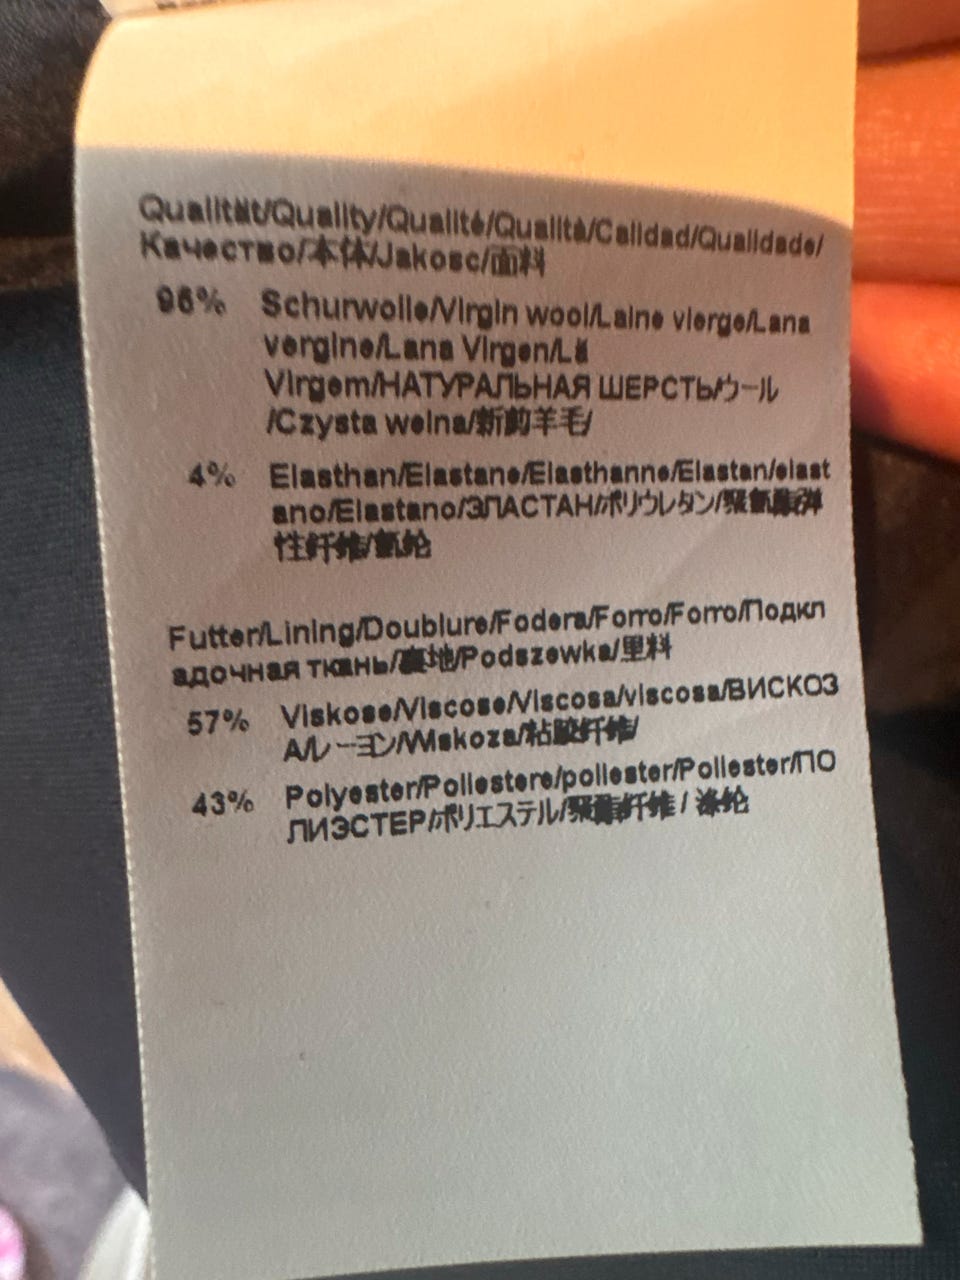 Qualität/Quality/Qualité/Qualità/Calidad/Qualidade/
Качество/本体/Jakosc/面料
96% Schurwolle/Virgin wool/Laine vierge/Lana
vergine/Lana Virgen/Lã
Virgem/НАТУРАЛЬНАЯ ШЕРСТЬ/ウール
/Czysta welna/新剪羊毛/
4% Elasthan/Elastane/Elasthanne/Elastan/elast
ano/Elastano/ЭЛАСТАН/ポリウレタン/聚氨酯弹
性纤维/氨纶
Futter/Lining/Doublure/Fodera/Forro/Forro/Подкл
адочная ткань/裏地/Podszewka/里料
57% Viskose/Viscose/Viscosa/viscosa/ВИСКОЗ
А/レーヨン/Wiskoza/粘胶纤维/
43% Polyester/Poliestere/poliester/Poliester/ПО
ЛИЭСТЕР/ポリエステル/聚酯纤维 / 涤纶